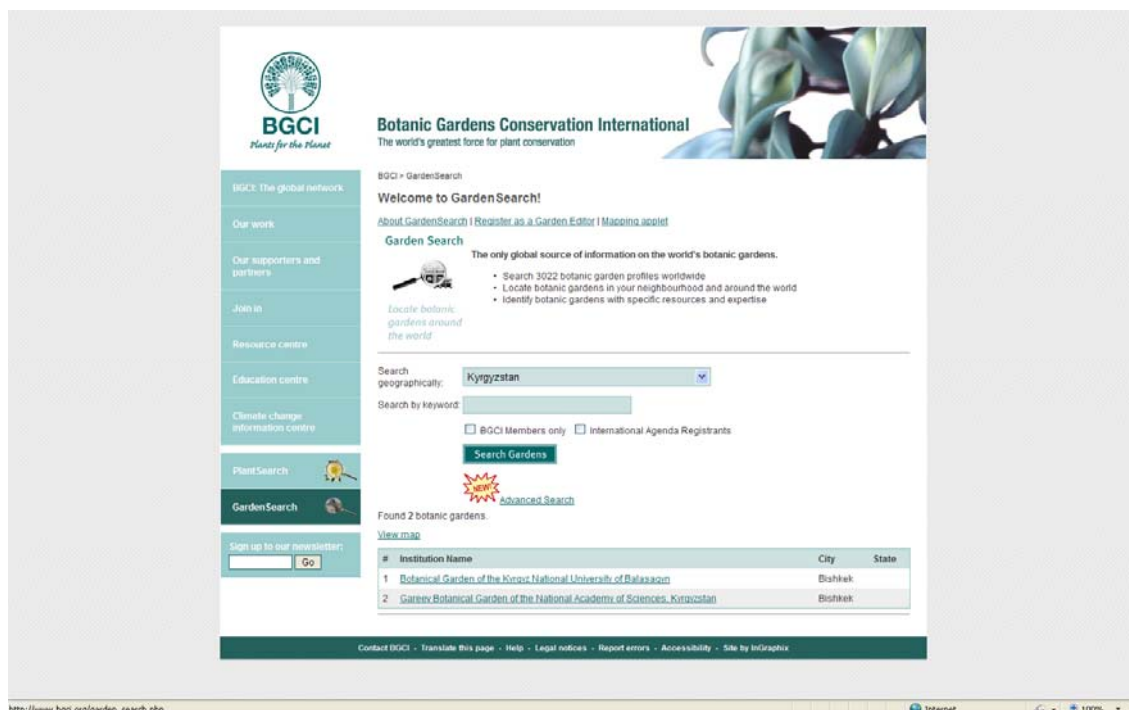 BGCI
Plants for the Planet
Botanic Gardens Conservation International
The world's greatest force for plant conservation
BGCI: The global network
Our work
Our supporters and
partners
Join in
Resource centre
Education centre
Climate change
information centre
PlantSearch
GardenSearch
Sign up to our newsletter:
Go
BGCI > GardenSearch
Welcome to GardenSearch!
About GardenSearch | Register as a Garden Editor | Mapping applet
Garden Search
Locate botanic
gardens around
the world
The only global source of information on the world's botanic gardens.
• Search 3022 botanic garden profiles worldwide
• Locate botanic gardens in your neighbourhood and around the world
• Identify botanic gardens with specific resources and expertise
Search
geographically:
Kyrgyzstan
Search by keyword:
BGCI Members only International Agenda Registrants
Search Gardens
NEW!
Advanced Search
Found 2 botanic gardens.
View map
# Institution Name City State
1 Botanical Garden of the Kyrgyz National University of Balasagyn Bishkek
2 Gareev Botanical Garden of the National Academy of Sciences, Kyrgyzstan Bishkek
Contact BGCI - Translate this page - Help - Legal notices - Report errors - Accessibility - Site by InGraphix
http://www.bgci.org/garden_search.php
Internet
100%